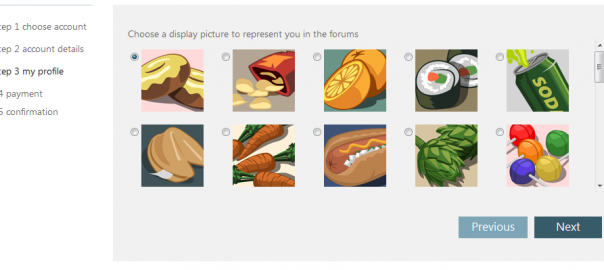 tep 1 choose account
tep 2 account details
tep 3 my profile
4 payment
5 confirmation
Choose a display picture to represent you in the forums
SOD
Previous
Next